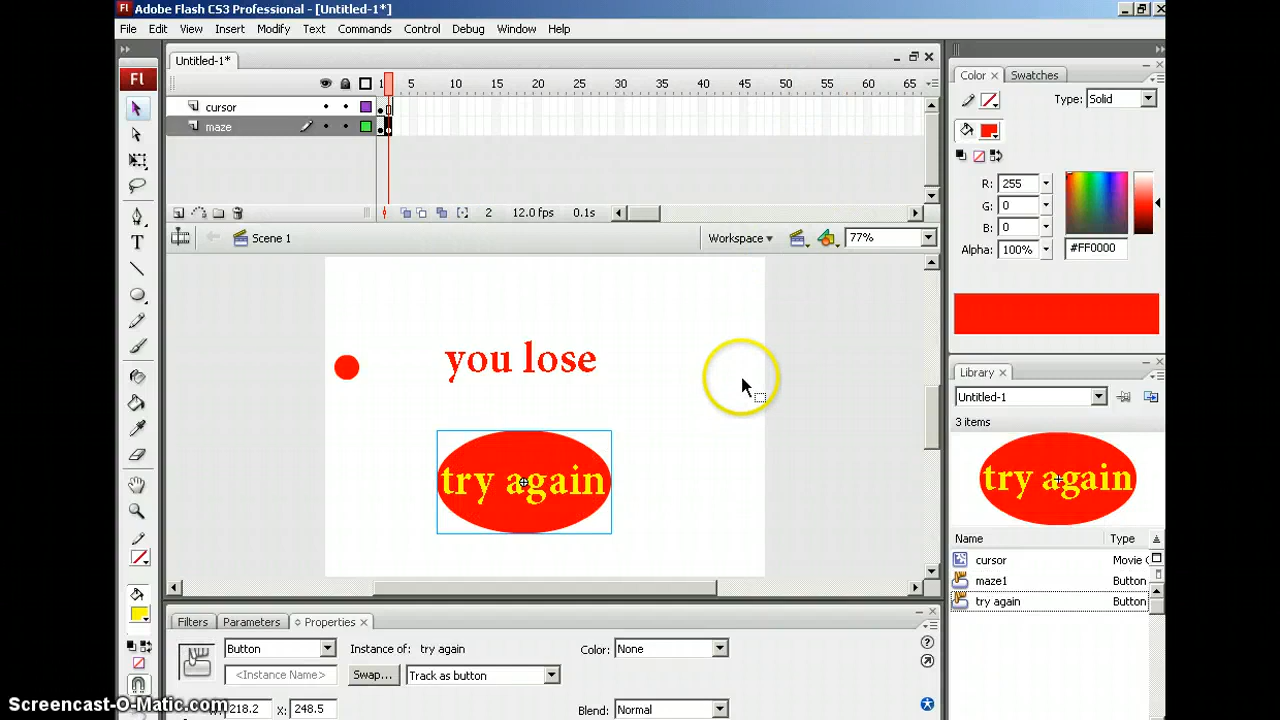 Fl Adobe Flash CS3 Professional - [Untitled-1*]
File Edit View Insert Modify Text Commands Control Debug Window Help
Untitled-1*
Fl
1 5 10 15 20 25 30 35 40 45 50 55 60 65
cursor
maze
2 12.0 fps 0.1s
Scene 1
Workspace
77%
you lose
try again
Color Swatches
Type: Solid
R: 255
G: 0
B: 0
Alpha: 100% #FF0000
Library
Untitled-1
3 items
try again
Name Type
cursor Movie C
maze1 Button
try again Button
Filters Parameters Properties
Button Instance of: try again Color: None
<Instance Name> Swap... Track as button
W: 218.2 X: 248.5 Blend: Normal
Screencast-O-Matic.com